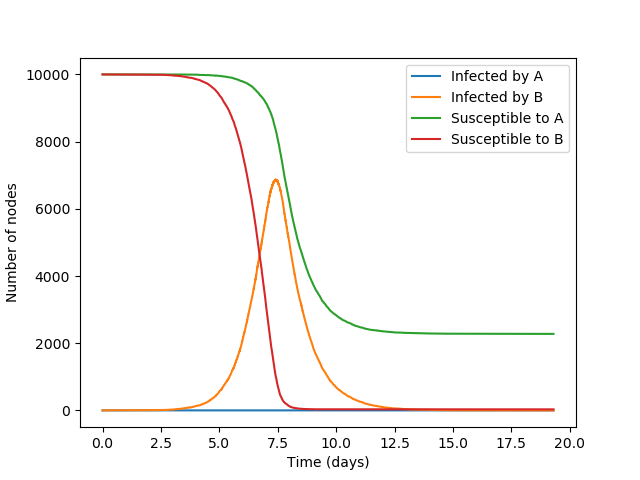 10000
8000
6000
4000
2000
0
Number of nodes
Infected by A
Infected by B
Susceptible to A
Susceptible to B
0.0 2.5 5.0 7.5 10.0 12.5 15.0 17.5 20.0
Time (days)